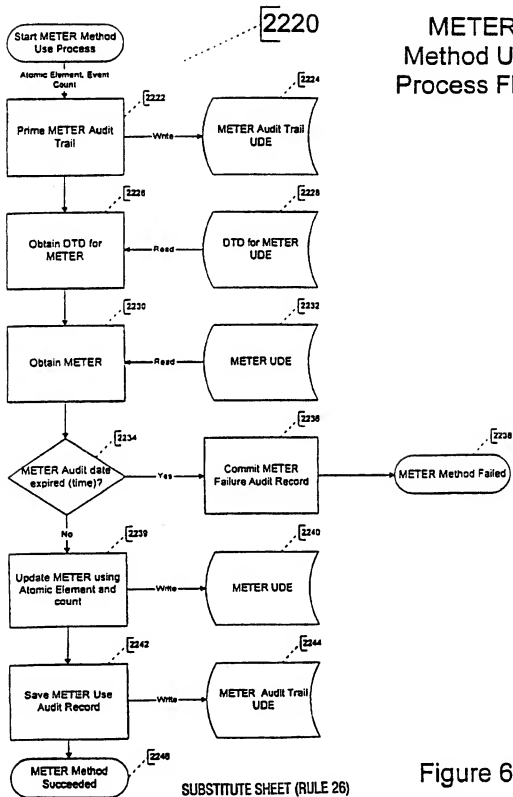 2220
METER
Method U
Process Fl
Start METER Method
Use Process
Atomic Element, Event
Count
2222
2224
Prime METER Audit
Trail
Write
METER Audit Trail
UDE
2226
2228
Obtain DTD for
METER
Read
DTD for METER
UDE
2230
2232
Obtain METER
Read
METER UDE
2234
2236
2238
METER Audit date
expired (time)?
Yes
Commit METER
Failure Audit Record
METER Method Failed
No
2239
2240
Update METER using
Atomic Element and
count
Write
METER UDE
2242
2244
Save METER Use
Audit Record
Write
METER Audit Trail
UDE
2246
METER Method
Succeeded
SUBSTITUTE SHEET (RULE 26)
Figure 6